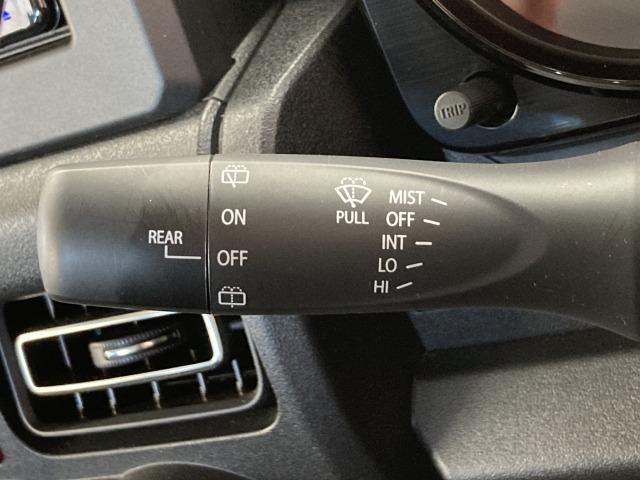 TRIP
MIST
ON
PULL
OFF
REAR
INT
OFF
LO
HI